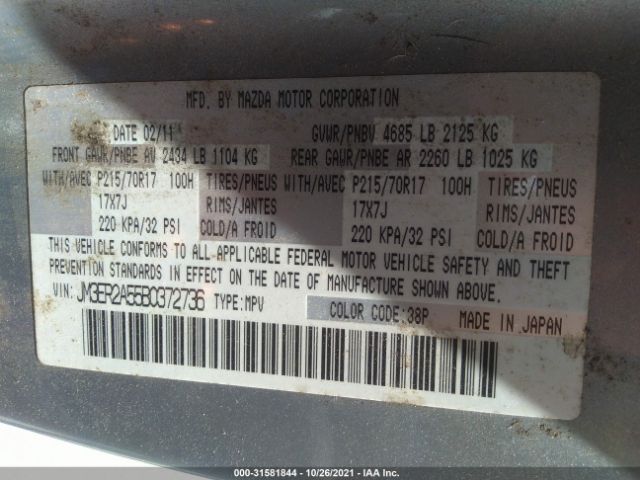 MFD. BY MAZDA MOTOR CORPORATION
DATE 02/11 GVWR/PNBV 4685 LB 2125 KG
FRONT GAWR/PNBE AV 2434 LB 1104 KG REAR GAWR/PNBE AR 2260 LB 1025 KG
WITH/AVEC P215/70R17 100H TIRES/PNEUS WITH/AVEC P215/70R17 100H TIRES/PNEUS
17X7J RIMS/JANTES 17X7J RIMS/JANTES
220 KPA/32 PSI COLD/A FROID 220 KPA/32 PSI COLD/A FROID
THIS VEHICLE CONFORMS TO ALL APPLICABLE FEDERAL MOTOR VEHICLE SAFETY AND THEFT
PREVENTION STANDARDS IN EFFECT ON THE DATE OF MANUFACTURE SHOWN ABOVE.
VIN: JM3ER2A55B0372736 TYPE: MPV COLOR CODE: 38P MADE IN JAPAN
000-31581844 - 10/26/2021 - IAA Inc.